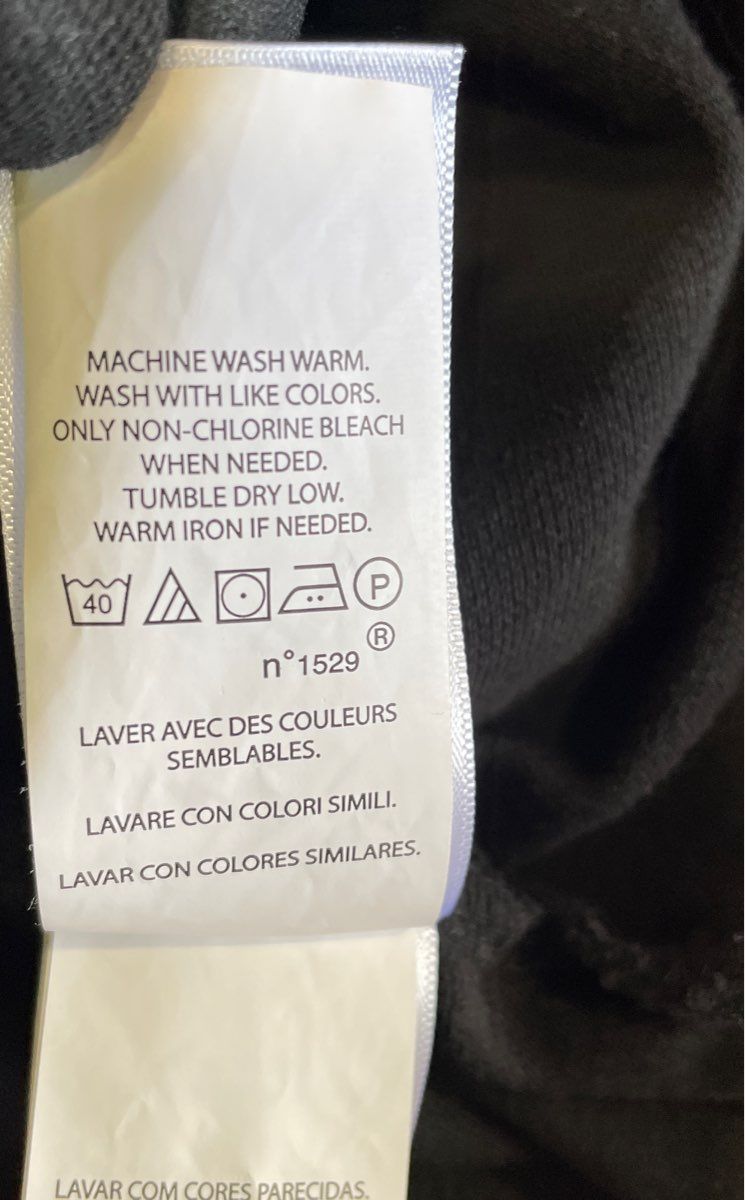 MACHINE WASH WARM.
WASH WITH LIKE COLORS.
ONLY NON-CHLORINE BLEACH
WHEN NEEDED.
TUMBLE DRY LOW.
WARM IRON IF NEEDED.
40 P
®
n°1529
LAVER AVEC DES COULEURS
SEMBLABLES.
LAVARE CON COLORI SIMILI.
LAVAR CON COLORES SIMILARES.
LAVAR COM CORES PARECIDAS.